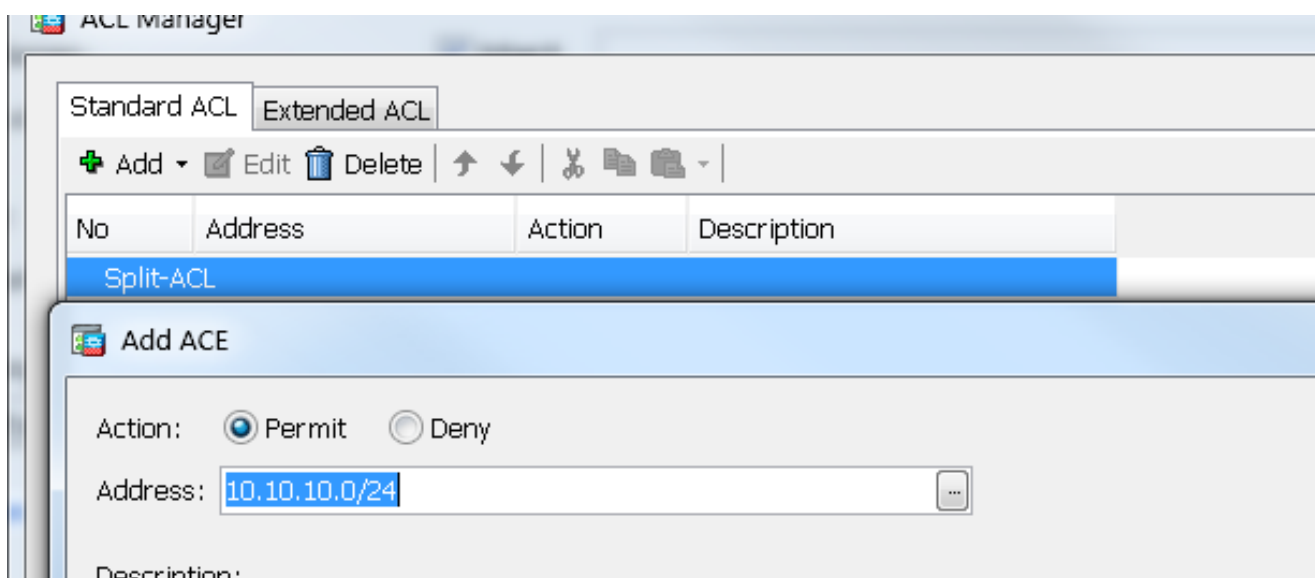 ACL Manager
Standard ACL Extended ACL
Add Edit Delete
No Address Action Description
Split-ACL
Add ACE
Action: Permit Deny
Address: 10.10.10.0/24 ...
Description: